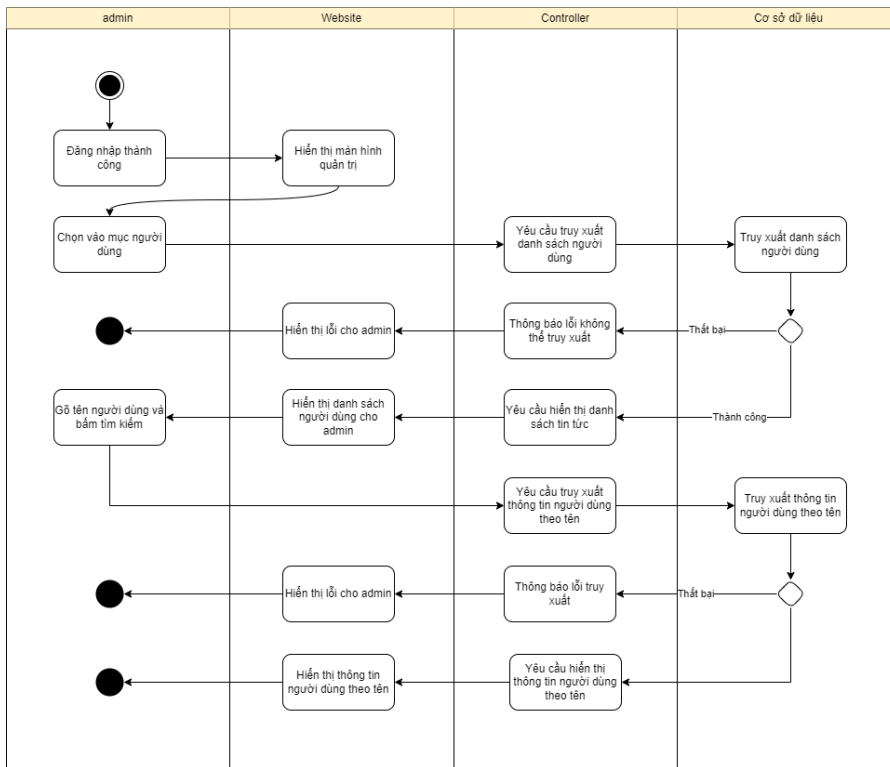 admin
Website
Controller
Cơ sở dữ liệu
Đăng nhập thành
công
Hiển thị màn hình
quản trị
Chọn vào mục người
dùng
Yêu cầu truy xuất
danh sách người
dùng
Truy xuất danh sách
người dùng
Hiển thị lỗi cho admin
Thông báo lỗi không
thể truy xuất
Thất bại
Gõ tên người dùng và
bấm tìm kiếm
Hiển thị danh sách
người dùng cho
admin
Yêu cầu hiển thị danh
sách tin tức
Thành công
Yêu cầu truy xuất
thông tin người dùng
theo tên
Truy xuất thông tin
người dùng theo tên
Hiển thị lỗi cho admin
Thông báo lỗi truy
xuất
Thất bại
Hiển thị thông tin
người dùng theo tên
Yêu cầu hiển thị
thông tin người dùng
theo tên